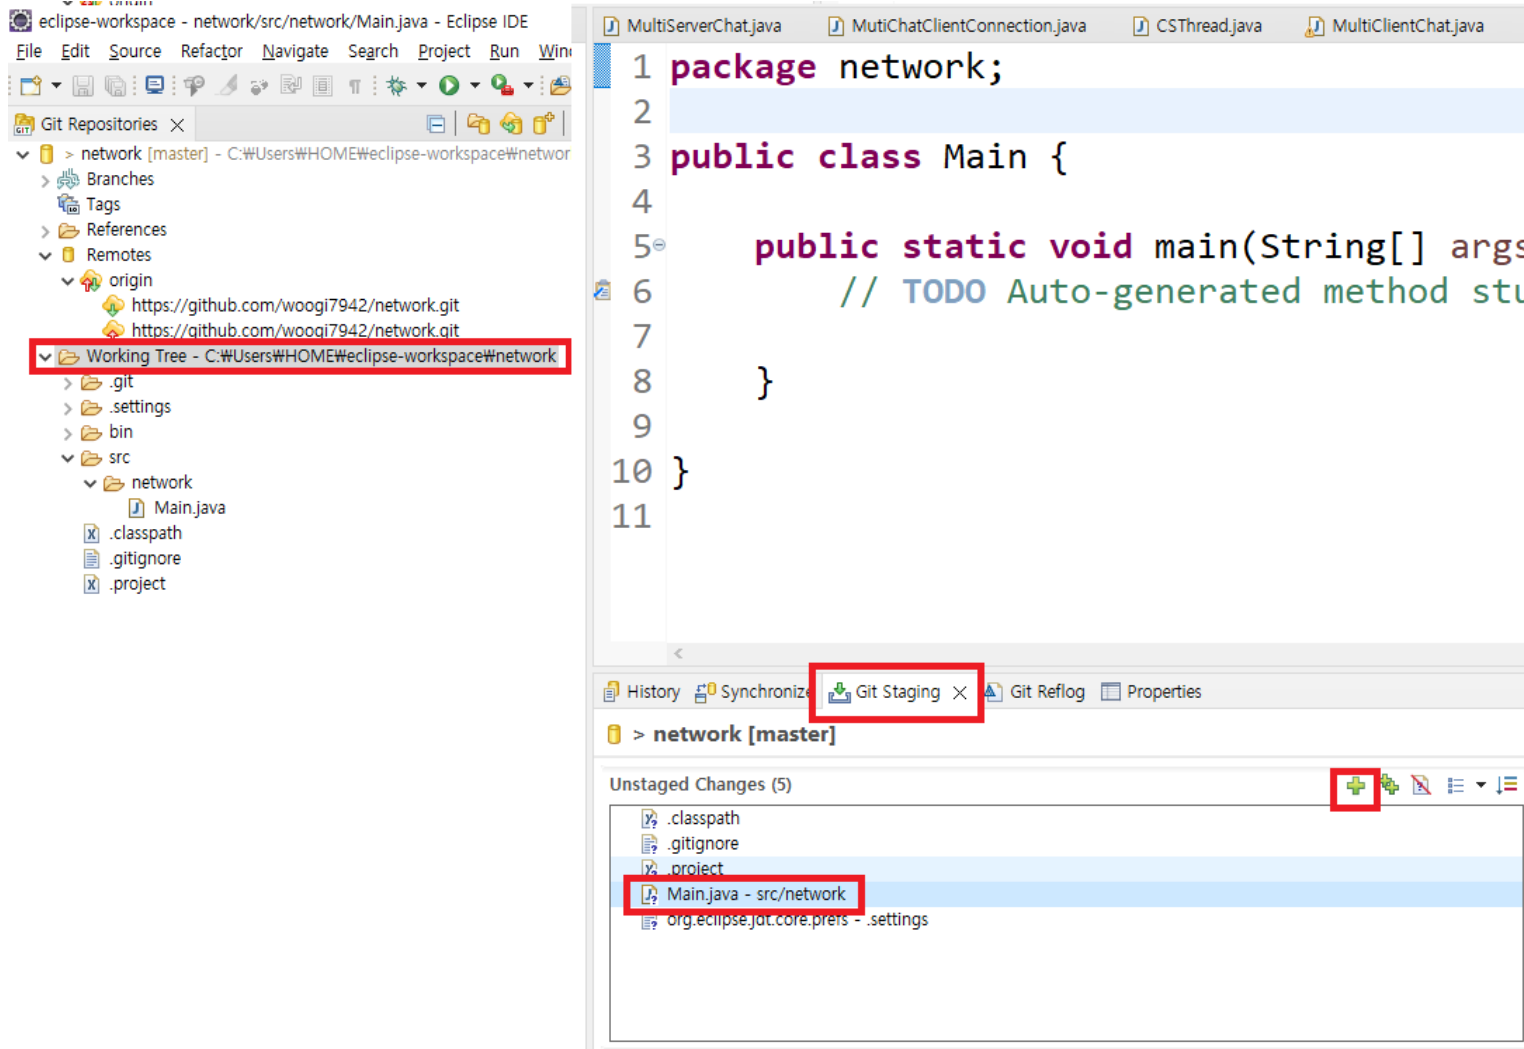 eclipse-workspace - network/src/network/Main.java - Eclipse IDE
File Edit Source Refactor Navigate Search Project Run
Git Repositories
> network [master] - C:₩Users₩HOME₩eclipse-workspace₩networ
Branches
Tags
References
Remotes
origin
https://github.com/woogi7942/network.git
https://github.com/woogi7942/network.git
Working Tree - C:₩Users₩HOME₩eclipse-workspace₩network
.git
.settings
bin
src
network
Main.java
.classpath
.gitignore
.project
MultiServerChat.java MutiChatClientConnection.java CSThread.java MultiClientChat.java
1 package network;
2
3 public class Main {
4
5 public static void main(String[] args
6 // TODO Auto-generated method stu
7
8 }
9
10 }
11
History Synchronize Git Staging Git Reflog Properties
> network [master]
Unstaged Changes (5)
.classpath
.gitignore
.project
Main.java - src/network
org.eclipse.jdt.core.prefs - .settings